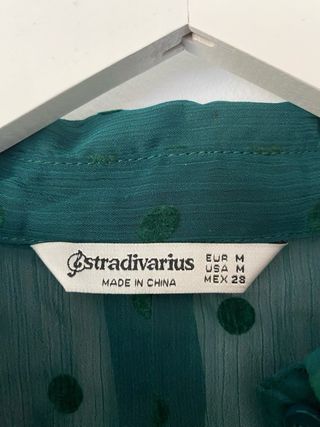 stradivarius
MADE IN CHINA
EUR M
USA M
MEX 28